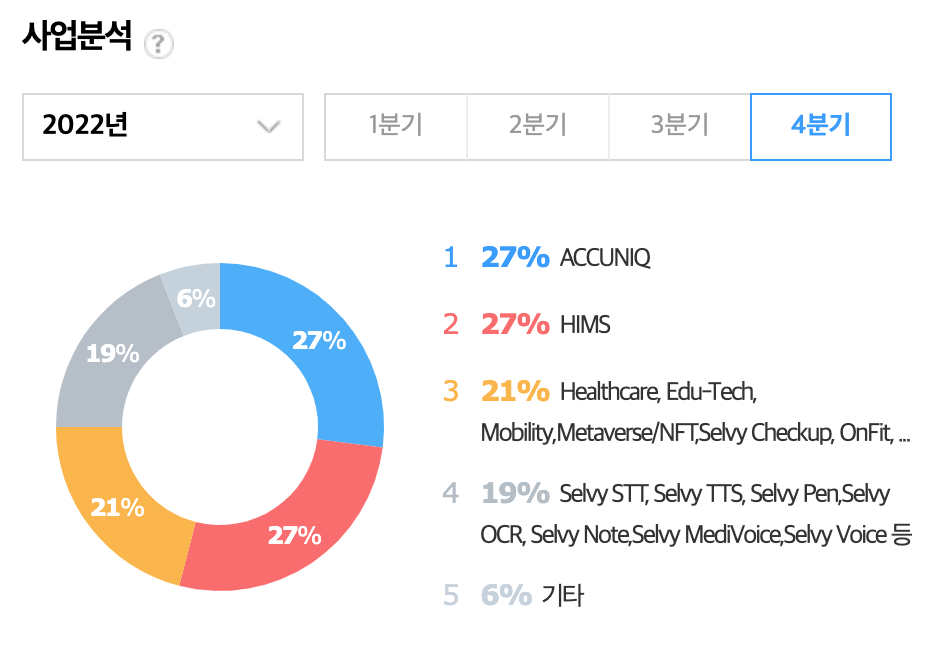 사업분석 ?
2022년
1분기 2분기 3분기 4분기
6%
27%
19%
21%
27%
1 27% ACCUNIQ
2 27% HIMS
3 21% Healthcare, Edu-Tech,
Mobility,Metaverse/NFT,Selvy Checkup, OnFit, ...
4 19% Selvy STT, Selvy TTS, Selvy Pen,Selvy
OCR, Selvy Note,Selvy MediVoice,Selvy Voice 등
5 6% 기타